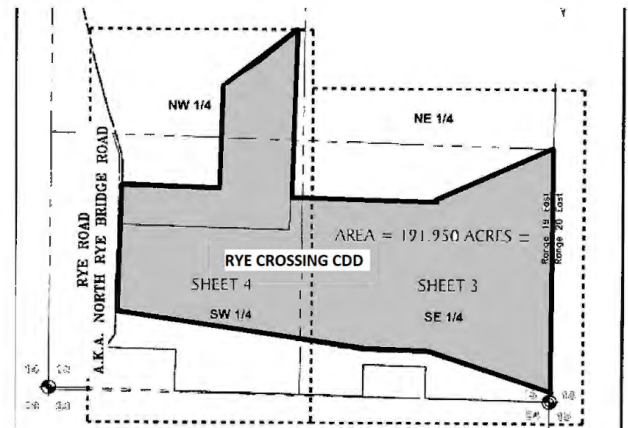 NW 1/4
NE 1/4
RYE ROAD
A.K.A. NORTH RYE BRIDGE ROAD
AREA = 191.950 ACRES =
Range 19 East
Range 20 East
RYE CROSSING CDD
SHEET 4
SHEET 3
SW 1/4
SE 1/4